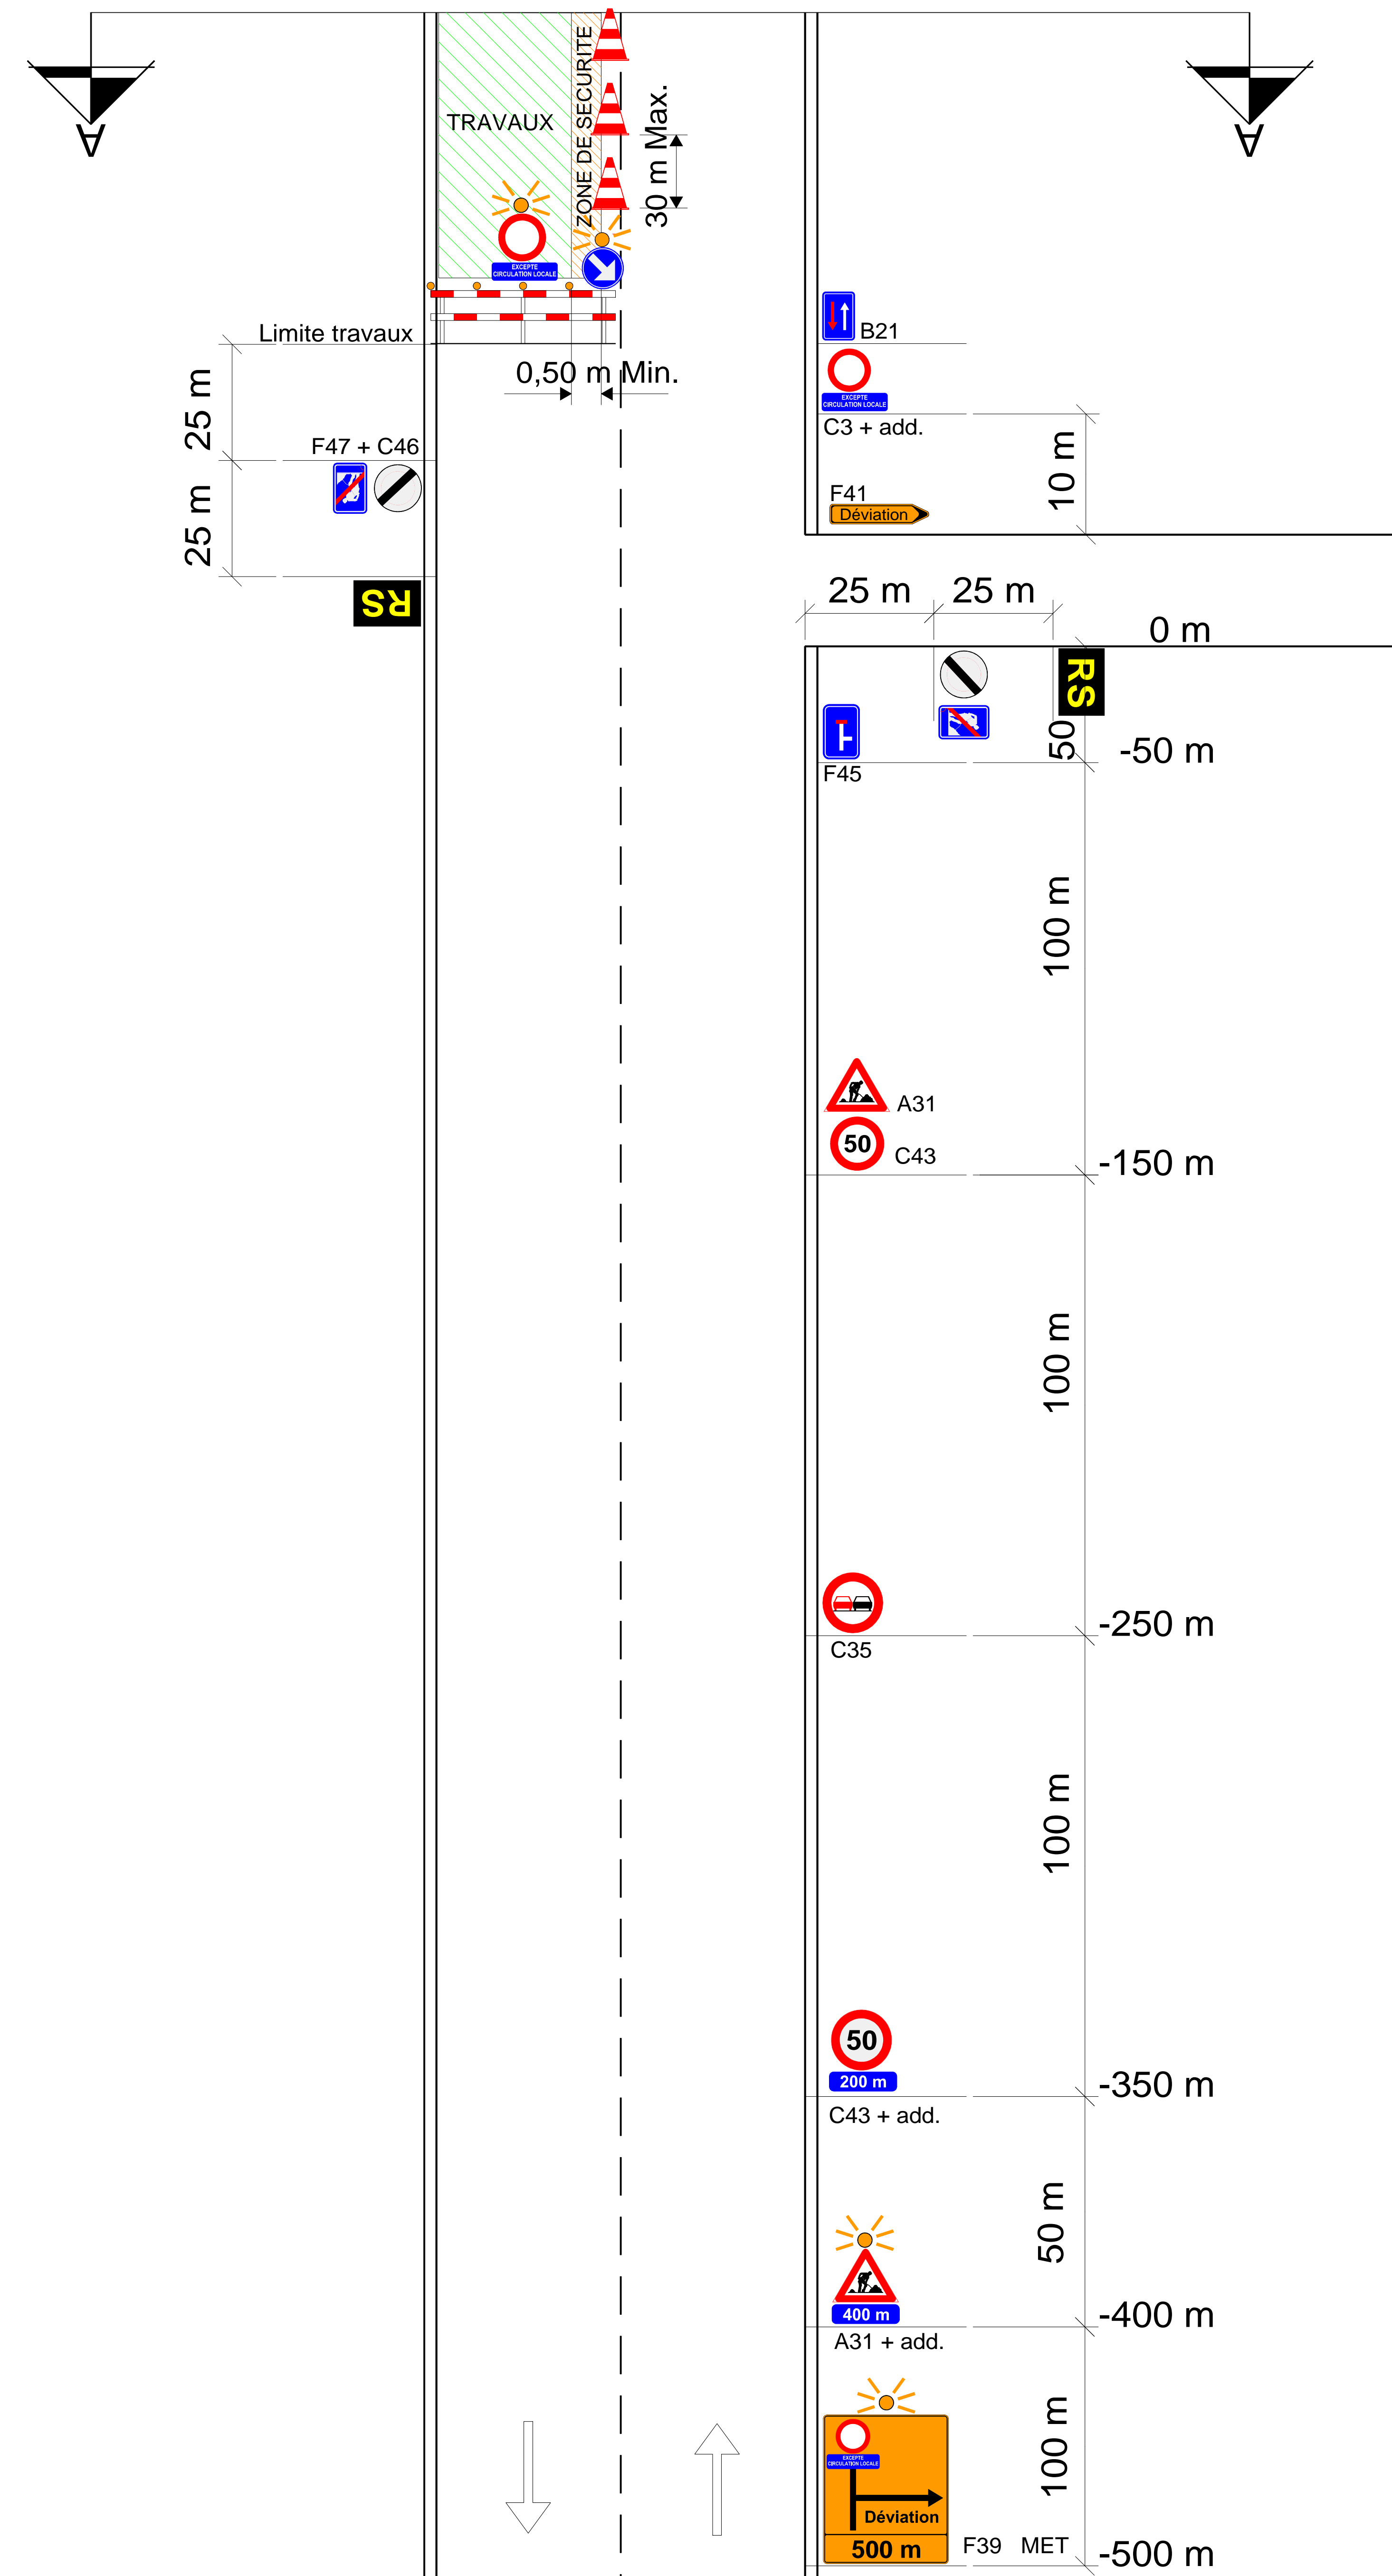 TRAVAUX
ZONE DE SECURITE
30 m Max.
A
A
EXCEPTE
CIRCULATION LOCALE
B21
Limite travaux
0,50 m Min.
EXCEPTE
CIRCULATION LOCALE
C3 + add.
25 m
F47 + C46
10 m
F41
Déviation
25 m
RS
25 m
25 m
0 m
RS
50
-50 m
F45
100 m
A31
50
C43
-150 m
100 m
-250 m
C35
100 m
50
200 m
-350 m
C43 + add.
50 m
400 m
-400 m
A31 + add.
EXCEPTE
CIRCULATION LOCALE
100 m
Déviation
500 m
F39 MET
-500 m